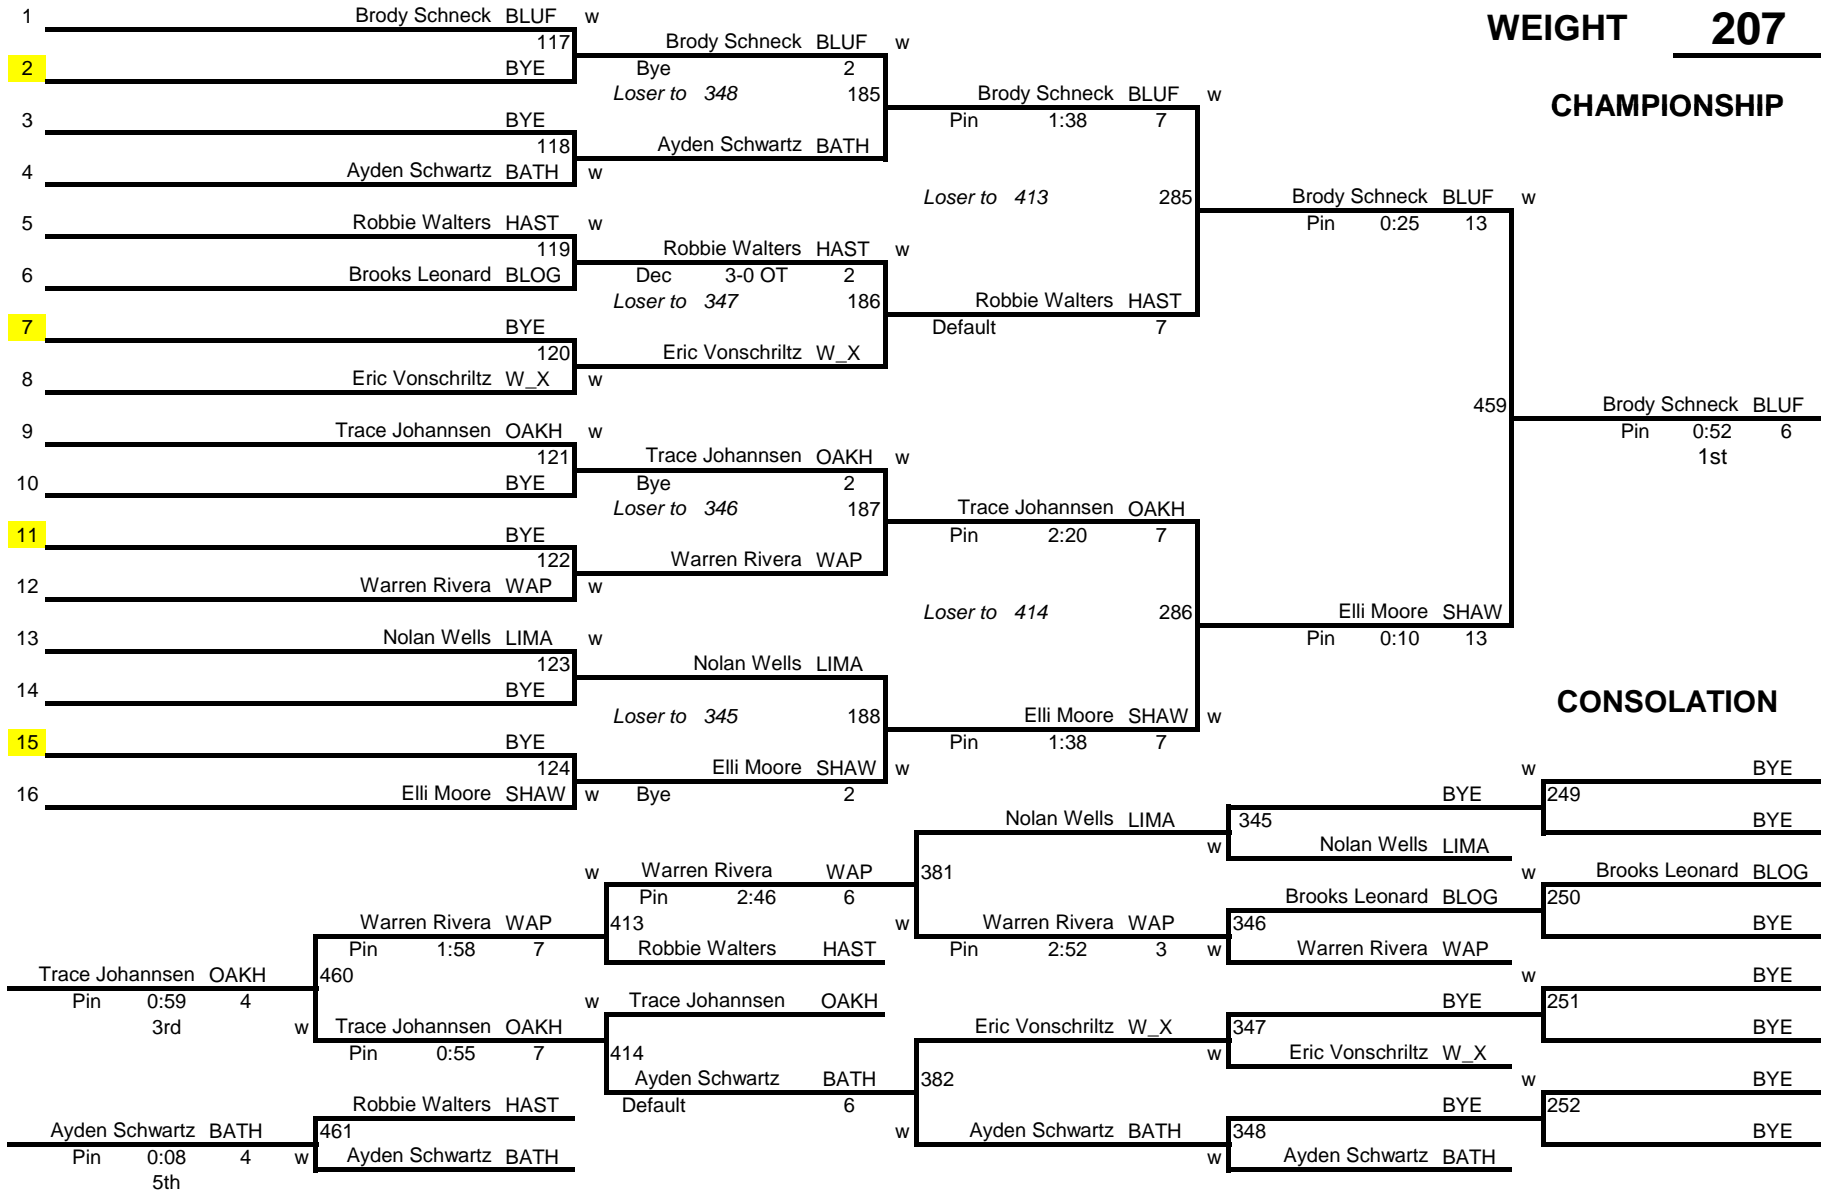 WEIGHT 207
CHAMPIONSHIP
1 Brody Schneck BLUF w
117
2 BYE
Brody Schneck BLUF w
Bye 2
Loser to 348 185
3 BYE
118
4 Ayden Schwartz BATH w
Ayden Schwartz BATH
Brody Schneck BLUF w
Pin 1:38 7
Loser to 413 285
5 Robbie Walters HAST w
119
6 Brooks Leonard BLOG
Robbie Walters HAST w
Dec 3-0 OT 2
Loser to 347 186
7 BYE
120
8 Eric Vonschriltz W_X w
Eric Vonschriltz W_X
Robbie Walters HAST
Default 7
Brody Schneck BLUF w
Pin 0:25 13
459
Brody Schneck BLUF
Pin 0:52 6
1st
9 Trace Johannsen OAKH w
121
10 BYE
Trace Johannsen OAKH w
Bye 2
Loser to 346 187
11 BYE
122
12 Warren Rivera WAP w
Warren Rivera WAP
Trace Johannsen OAKH
Pin 2:20 7
Loser to 414 286
13 Nolan Wells LIMA w
123
14 BYE
Nolan Wells LIMA
Loser to 345 188
15 BYE
124
16 Elli Moore SHAW w
Elli Moore SHAW w
Bye 2
Elli Moore SHAW w
Pin 1:38 7
Elli Moore SHAW
Pin 0:10 13
CONSOLATION
w BYE
249
BYE
BYE
345
w Nolan Wells LIMA
Nolan Wells LIMA
w Brooks Leonard BLOG
250
BYE
Brooks Leonard BLOG
346
w Warren Rivera WAP
w Warren Rivera WAP
Pin 2:52 3
381
w Warren Rivera WAP
Pin 2:46 6
413
Robbie Walters HAST
Warren Rivera WAP
Pin 1:58 7
w BYE
251
BYE
BYE
347
w Eric Vonschriltz W_X
Eric Vonschriltz W_X
w BYE
252
BYE
BYE
348
w Ayden Schwartz BATH
w Ayden Schwartz BATH
382
w Trace Johannsen OAKH
414
Ayden Schwartz BATH
Default 6
w Trace Johannsen OAKH
Pin 0:55 7
460
Trace Johannsen OAKH
Pin 0:59 4
3rd
Robbie Walters HAST
461
w Ayden Schwartz BATH
Ayden Schwartz BATH
Pin 0:08 4
5th